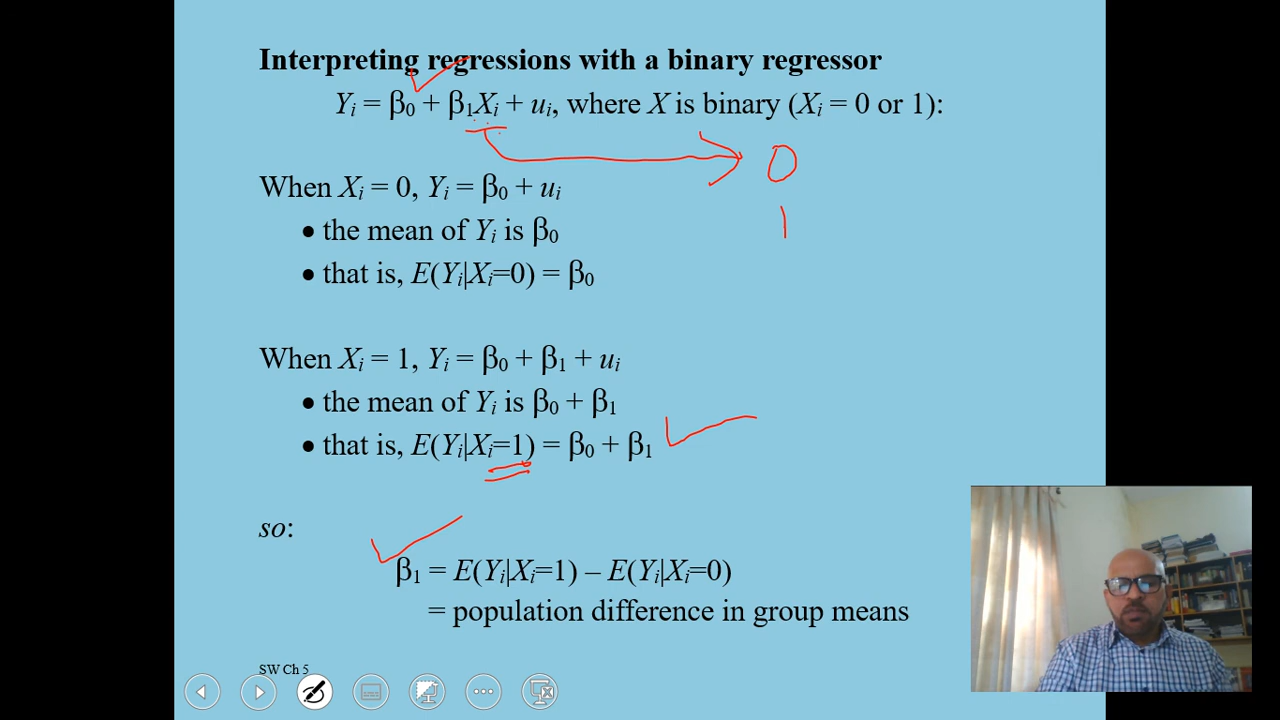 Interpreting regressions with a binary regressor
Yᵢ = β₀ + β₁Xᵢ + uᵢ, where X is binary (Xᵢ = 0 or 1):
0
When Xᵢ = 0, Yᵢ = β₀ + uᵢ
1
• the mean of Yᵢ is β₀
• that is, E(Yᵢ|Xᵢ=0) = β₀
When Xᵢ = 1, Yᵢ = β₀ + β₁ + uᵢ
• the mean of Yᵢ is β₀ + β₁
• that is, E(Yᵢ|Xᵢ=1) = β₀ + β₁
so:
β₁ = E(Yᵢ|Xᵢ=1) – E(Yᵢ|Xᵢ=0)
= population difference in group means
SW Ch 5